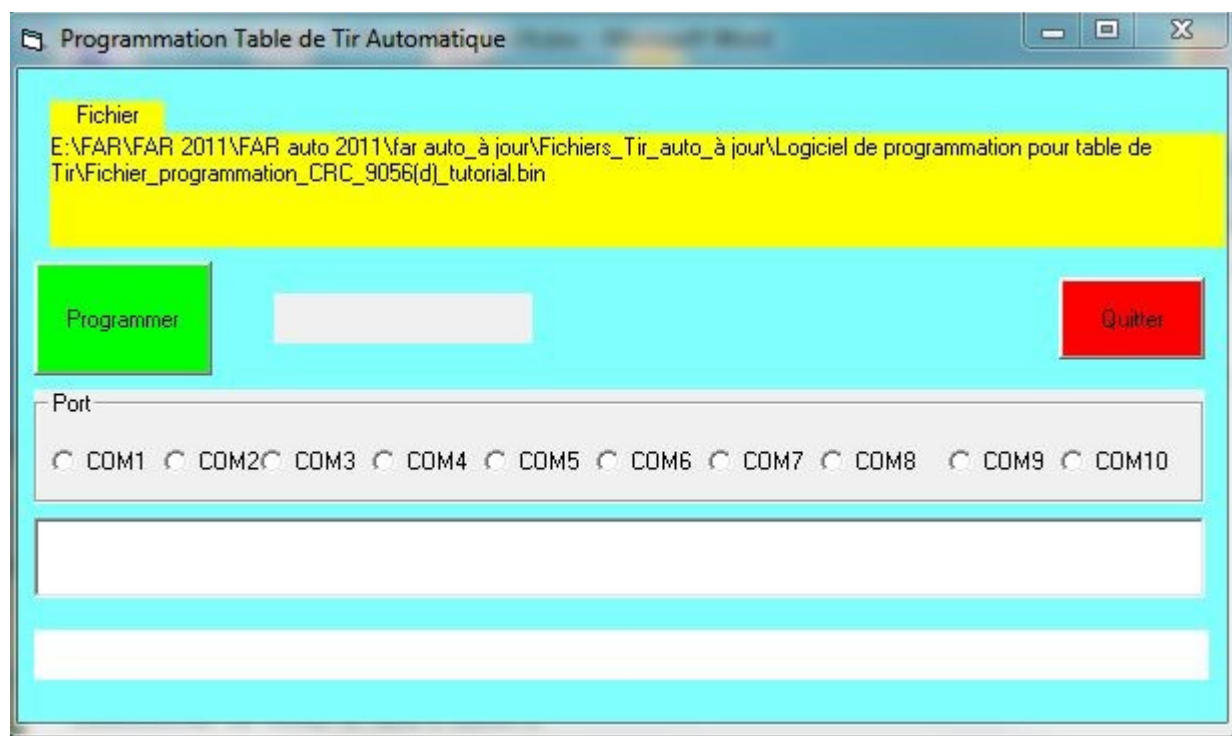 Programmation Table de Tir Automatique
Fichier
E:\FAR\FAR 2011\FAR auto 2011\far auto_à jour\Fichiers_Tir_auto_à jour\Logiciel de programmation pour table de
Tir\Fichier_programmation_CRC_9056(d)_tutorial.bin
Programmer
Quitter
Port
COM1 COM2 COM3 COM4 COM5 COM6 COM7 COM8 COM9 COM10